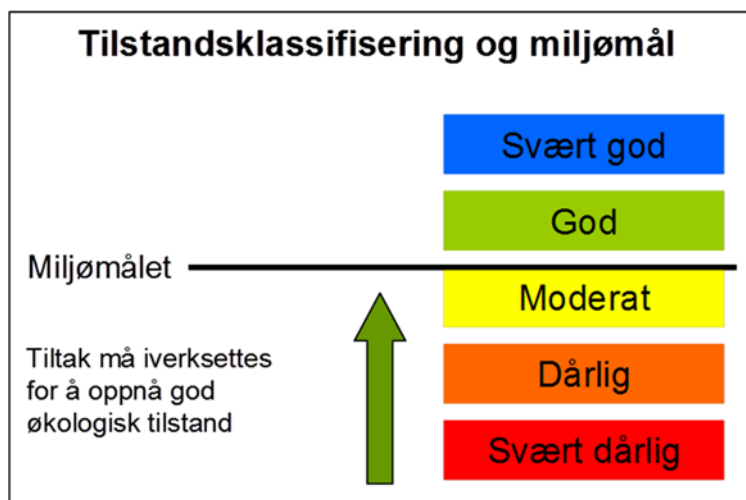 Tilstandsklassifisering og miljømål
Svært god
God
Miljømålet
Moderat
Tiltak må iverksettes
for å oppnå god
økologisk tilstand
Dårlig
Svært dårlig